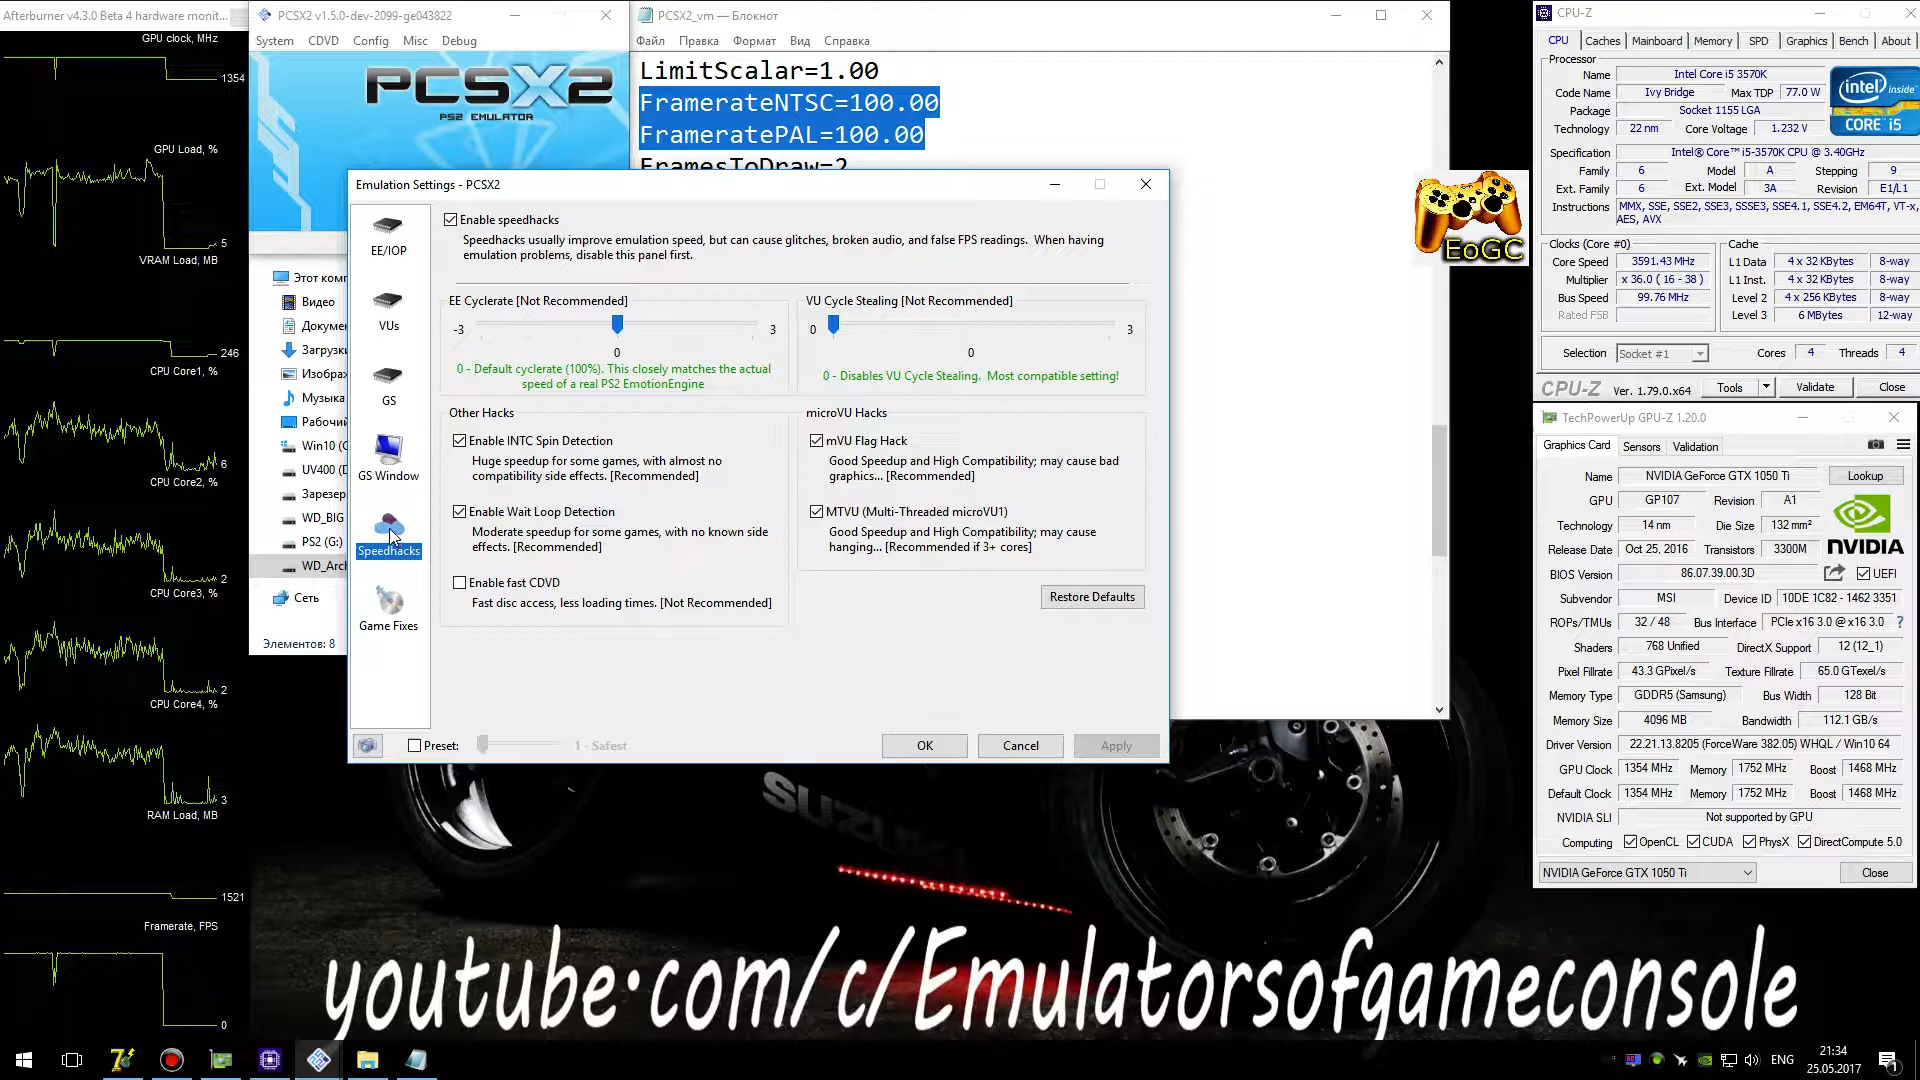 Afterburner v4.3.0 Beta 4 hardware monit...
GPU clock, MHz
1354
GPU Load, %
5
VRAM Load, MB
246
CPU Core1, %
6
CPU Core2, %
2
CPU Core3, %
2
CPU Core4, %
3
RAM Load, MB
1521
Framerate, FPS
0
PCSX2 v1.5.0-dev-2099-ge043822
System CDVD Config Misc Debug
PCSX2
PS2 EMULATOR
Этот комп
Видео
Докумен
Загрузки
Изображ
Музыка
Рабочий
Win10 (C
UV400 (D
Зарезер
WD_BIG
PS2 (G:)
WD_Arch
Сеть
Элементов: 8
PCSX2_vm — Блокнот
Файл Правка Формат Вид Справка
LimitScalar=1.00
FramerateNTSC=100.00
FrameratePAL=100.00
FramesToDraw=2
Emulation Settings - PCSX2
EE/IOP
VUs
GS
GS Window
Speedhacks
Game Fixes
Enable speedhacks
Speedhacks usually improve emulation speed, but can cause glitches, broken audio, and false FPS readings. When having
emulation problems, disable this panel first.
EE Cyclerate [Not Recommended]
-3 3
0
0 - Default cyclerate (100%). This closely matches the actual
speed of a real PS2 EmotionEngine
VU Cycle Stealing [Not Recommended]
0 3
0
0 - Disables VU Cycle Stealing. Most compatible setting!
Other Hacks
Enable INTC Spin Detection
Huge speedup for some games, with almost no
compatibility side effects. [Recommended]
Enable Wait Loop Detection
Moderate speedup for some games, with no known side
effects. [Recommended]
Enable fast CDVD
Fast disc access, less loading times. [Not Recommended]
microVU Hacks
mVU Flag Hack
Good Speedup and High Compatibility; may cause bad
graphics... [Recommended]
MTVU (Multi-Threaded microVU1)
Good Speedup and High Compatibility; may cause
hanging... [Recommended if 3+ cores]
Restore Defaults
Preset: 1 - Safest
OK Cancel Apply
EoGC
CPU-Z
CPU Caches Mainboard Memory SPD Graphics Bench About
Processor
Name Intel Core i5 3570K
Code Name Ivy Bridge Max TDP 77.0 W
Package Socket 1155 LGA
Technology 22 nm Core Voltage 1.232 V
intel inside™
CORE i5
Specification Intel® Core™ i5-3570K CPU @ 3.40GHz
Family 6 Model A Stepping 9
Ext. Family 6 Ext. Model 3A Revision E1/L1
Instructions MMX, SSE, SSE2, SSE3, SSSE3, SSE4.1, SSE4.2, EM64T, VT-x,
AES, AVX
Clocks (Core #0)
Core Speed 3591.43 MHz
Multiplier x 36.0 ( 16 - 38 )
Bus Speed 99.76 MHz
Rated FSB
Cache
L1 Data 4 x 32 KBytes 8-way
L1 Inst. 4 x 32 KBytes 8-way
Level 2 4 x 256 KBytes 8-way
Level 3 6 MBytes 12-way
Selection Socket #1 Cores 4 Threads 4
CPU-Z Ver. 1.79.0.x64 Tools Validate Close
TechPowerUp GPU-Z 1.20.0
Graphics Card Sensors Validation
Name NVIDIA GeForce GTX 1050 Ti Lookup
GPU GP107 Revision A1
Technology 14 nm Die Size 132 mm²
Release Date Oct 25, 2016 Transistors 3300M
NVIDIA
BIOS Version 86.07.39.00.3D UEFI
Subvendor MSI Device ID 10DE 1C82 - 1462 3351
ROPs/TMUs 32 / 48 Bus Interface PCIe x16 3.0 @ x16 3.0 ?
Shaders 768 Unified DirectX Support 12 (12_1)
Pixel Fillrate 43.3 GPixel/s Texture Fillrate 65.0 GTexel/s
Memory Type GDDR5 (Samsung) Bus Width 128 Bit
Memory Size 4096 MB Bandwidth 112.1 GB/s
Driver Version 22.21.13.8205 (ForceWare 382.05) WHQL / Win10 64
GPU Clock 1354 MHz Memory 1752 MHz Boost 1468 MHz
Default Clock 1354 MHz Memory 1752 MHz Boost 1468 MHz
NVIDIA SLI Not supported by GPU
Computing OpenCL CUDA PhysX DirectCompute 5.0
NVIDIA GeForce GTX 1050 Ti Close
SUZUKI
youtube.com/c/Emulatorsofgameconsole
ENG
21:34
25.05.2017
1